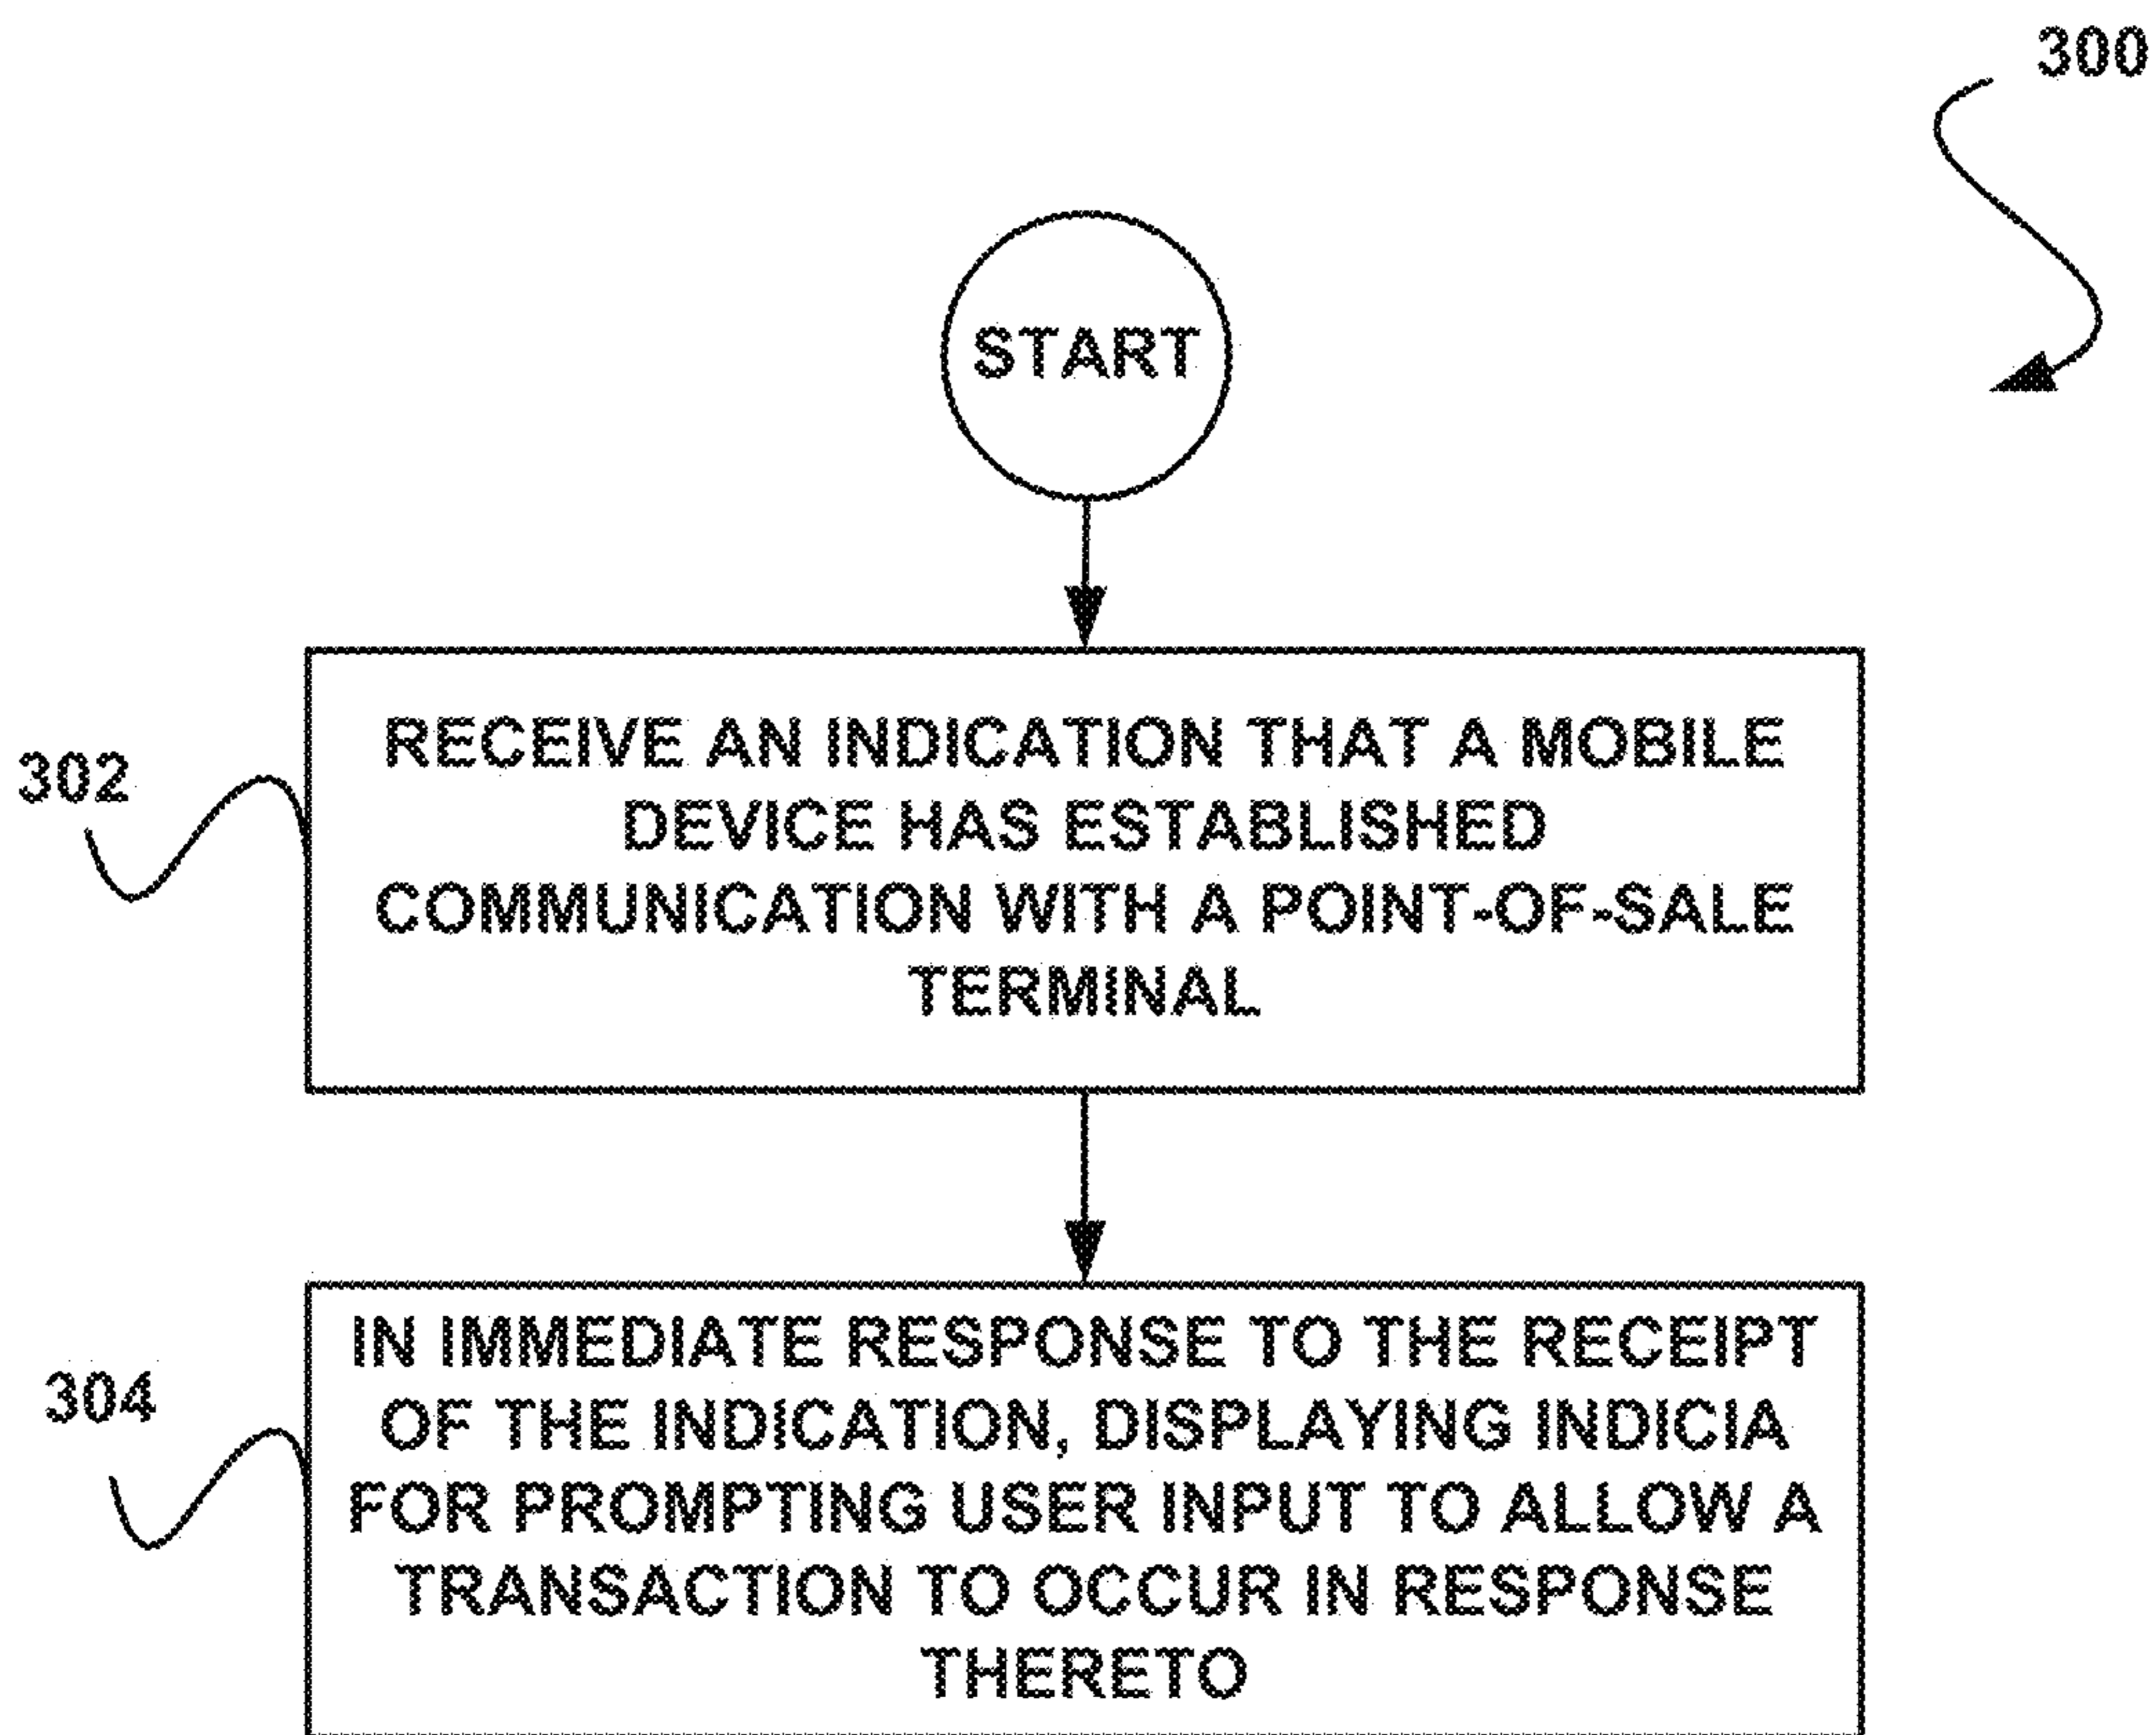 300
START
302
RECEIVE AN INDICATION THAT A MOBILE
DEVICE HAS ESTABLISHED
COMMUNICATION WITH A POINT-OF-SALE
TERMINAL
304
IN IMMEDIATE RESPONSE TO THE RECEIPT
OF THE INDICATION, DISPLAYING INDICIA
FOR PROMPTING USER INPUT TO ALLOW A
TRANSACTION TO OCCUR IN RESPONSE
THERETO